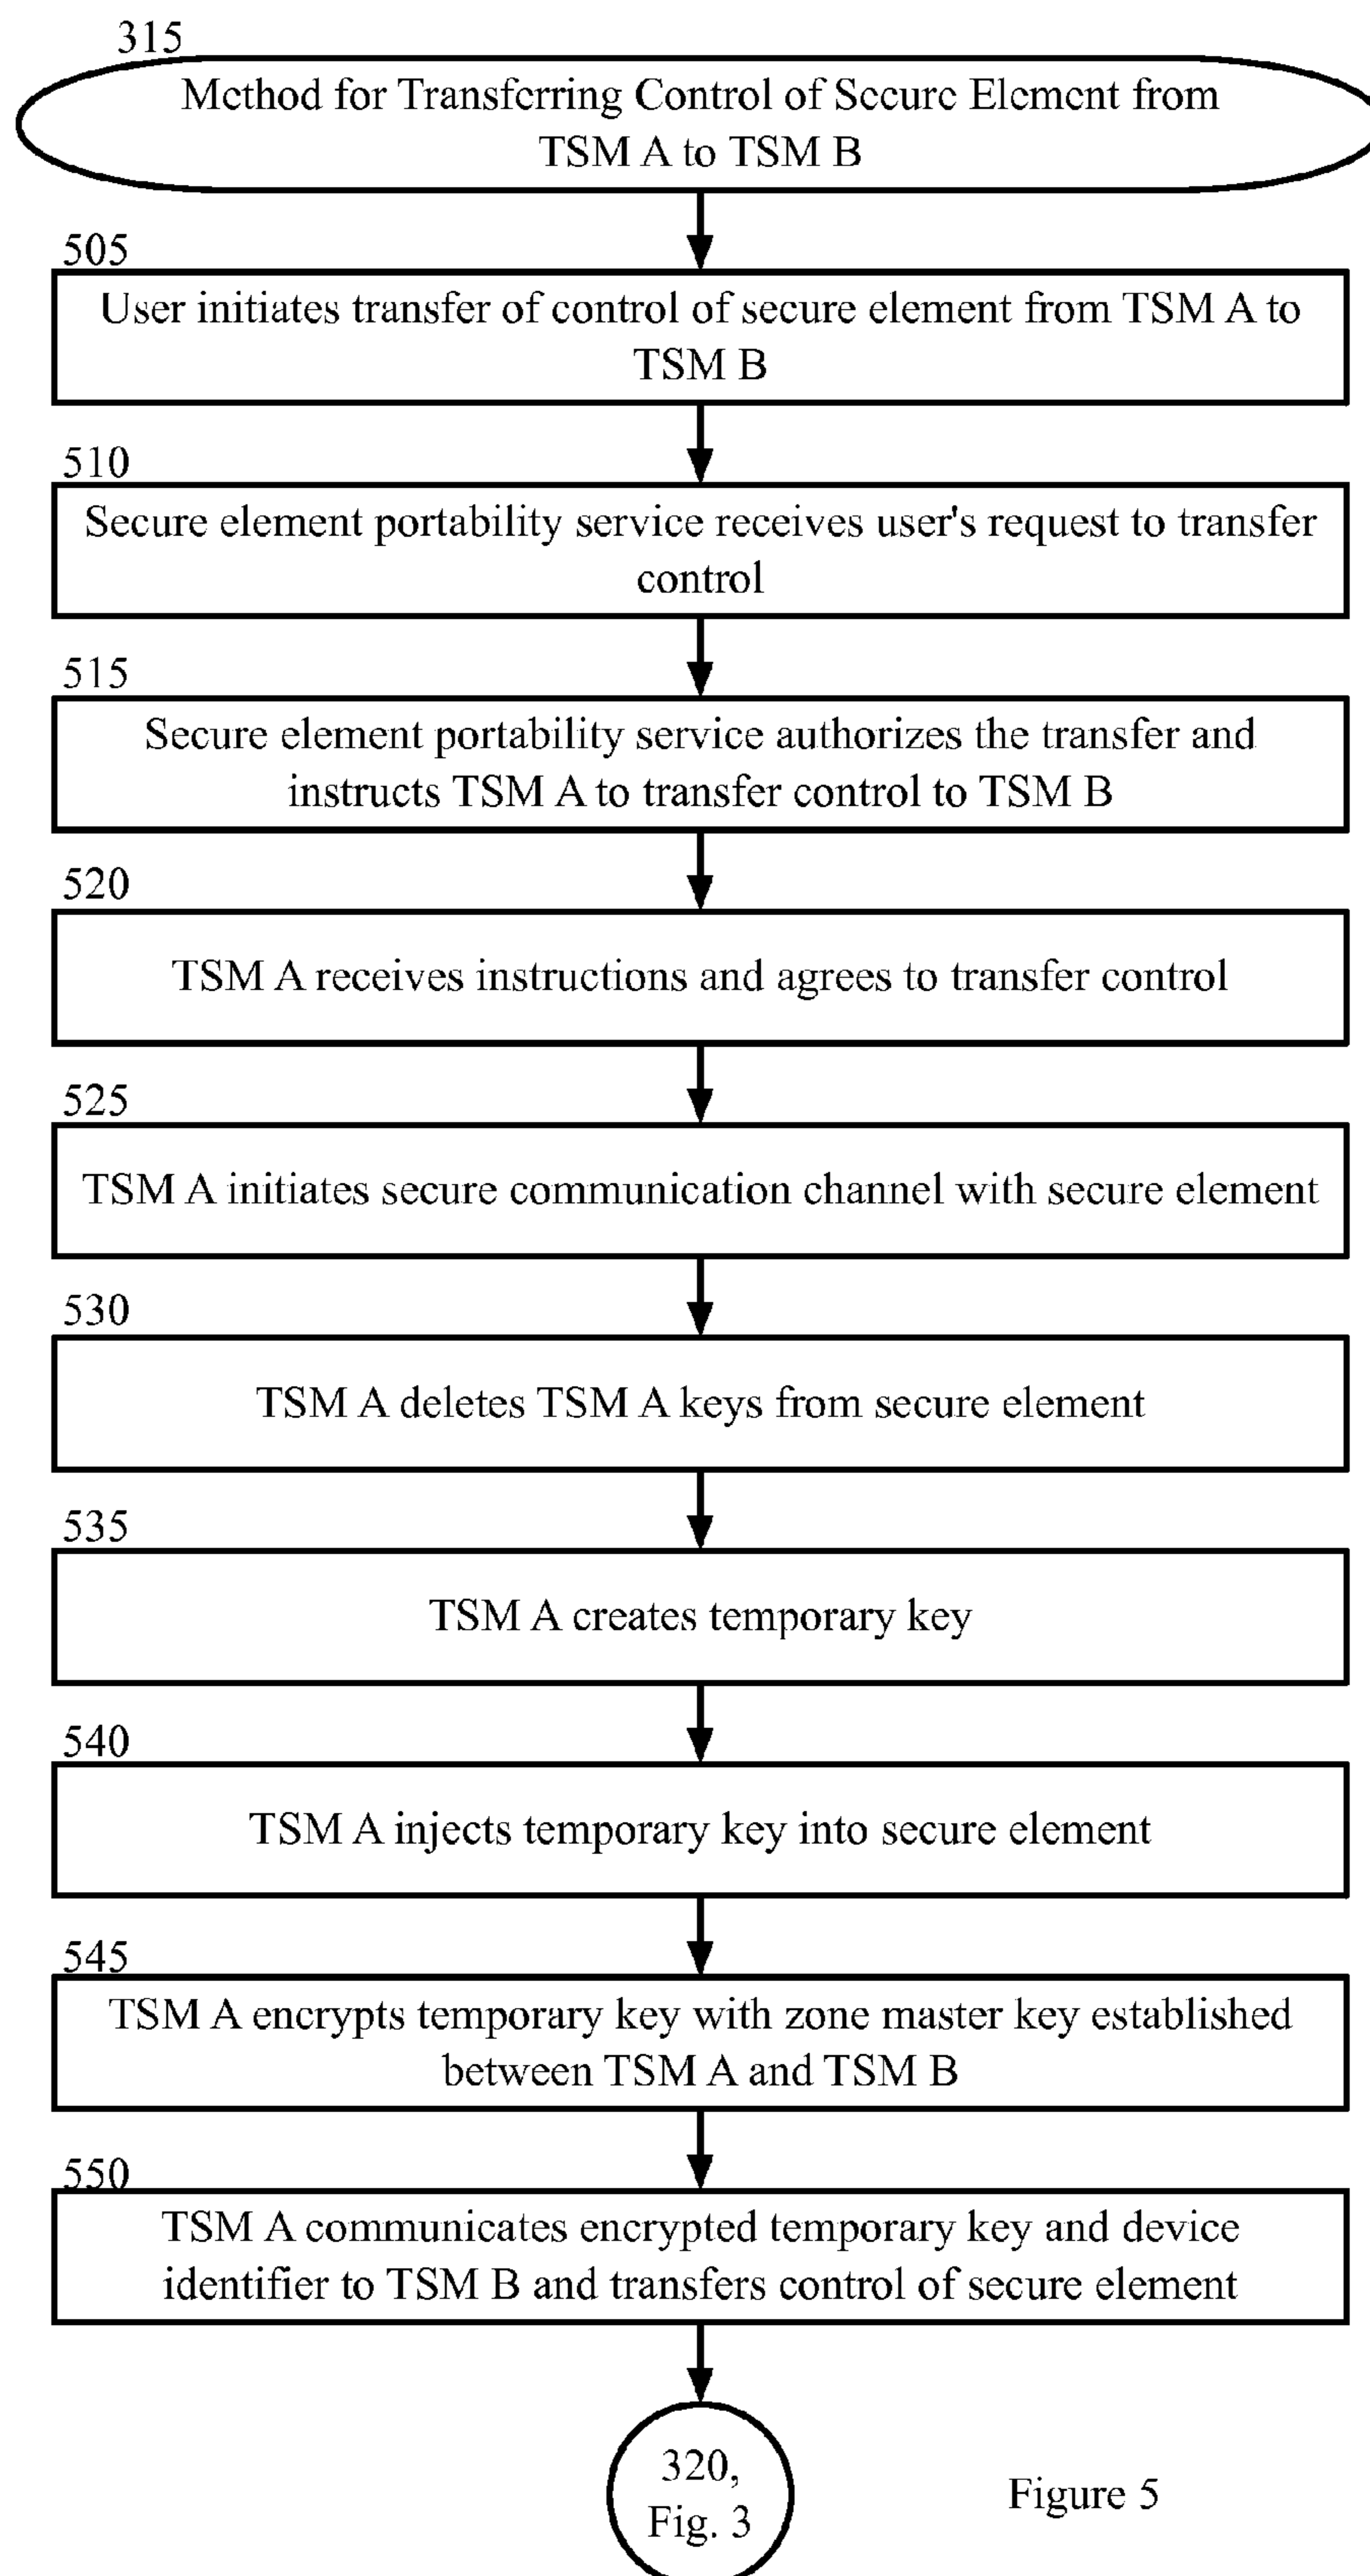 315
Method for Transferring Control of Secure Element from
TSM A to TSM B
505
User initiates transfer of control of secure element from TSM A to
TSM B
510
Secure element portability service receives user's request to transfer
control
515
Secure element portability service authorizes the transfer and
instructs TSM A to transfer control to TSM B
520
TSM A receives instructions and agrees to transfer control
525
TSM A initiates secure communication channel with secure element
530
TSM A deletes TSM A keys from secure element
535
TSM A creates temporary key
540
TSM A injects temporary key into secure element
545
TSM A encrypts temporary key with zone master key established
between TSM A and TSM B
550
TSM A communicates encrypted temporary key and device
identifier to TSM B and transfers control of secure element
320,
Fig. 3
Figure 5